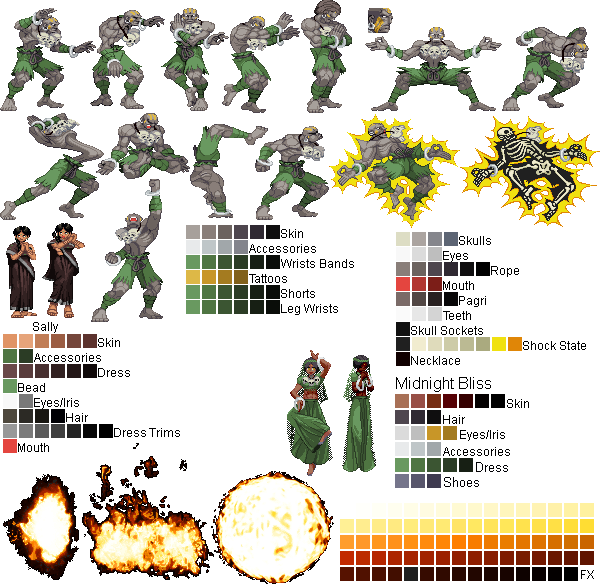 Skin
Accessories
Wrists Bands
Tattoos
Shorts
Leg Wrists
Skulls
Eyes
Rope
Mouth
Pagri
Teeth
Skull Sockets
Shock State
Necklace
Sally
Skin
Accessories
Dress
Bead
Eyes/Iris
Hair
Dress Trims
Mouth
Midnight Bliss
Skin
Hair
Eyes/Iris
Accessories
Dress
Shoes
FX